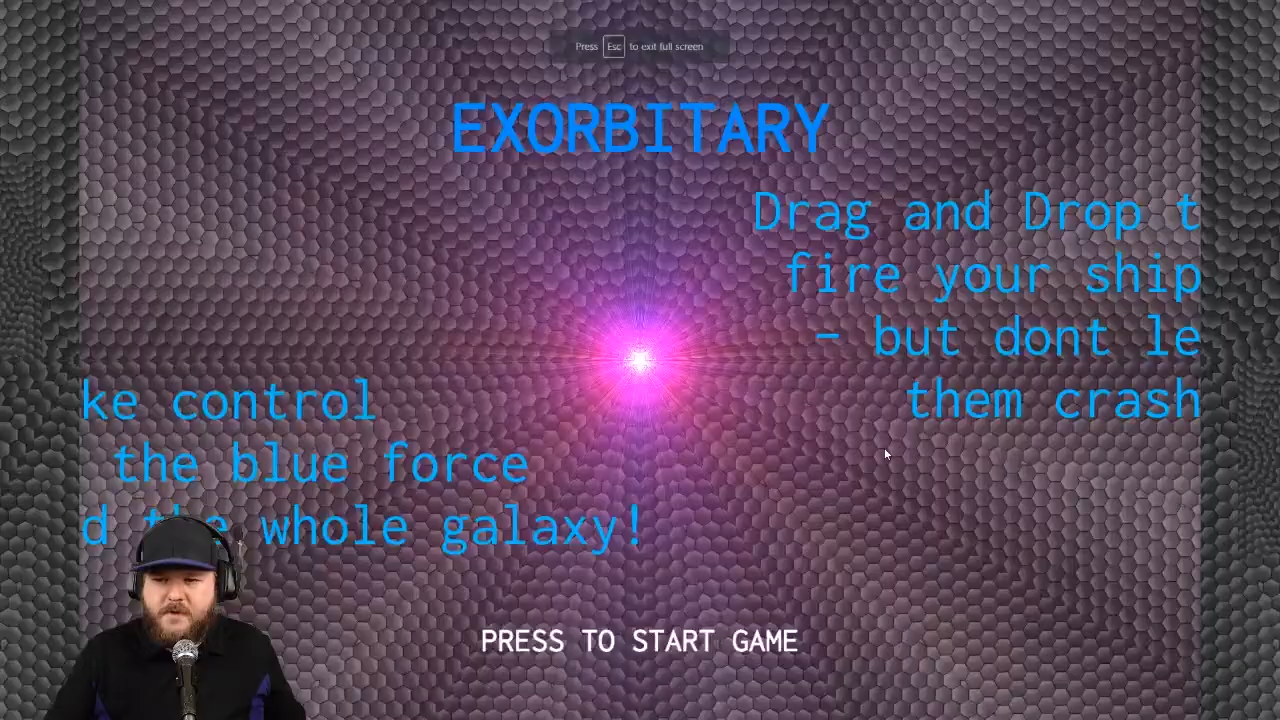 Press Esc to exit full screen
EXORBITARY
Drag and Drop t
fire your ship
- but dont le
them crash
ke control
the blue force
d the whole galaxy!
PRESS TO START GAME